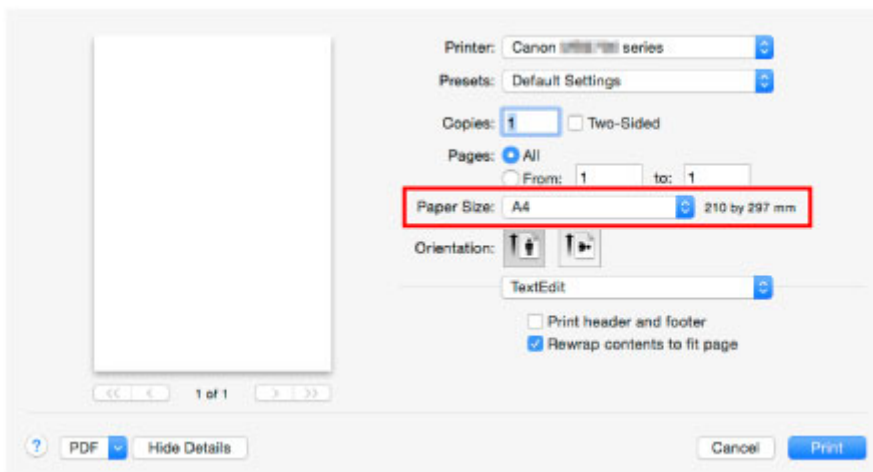 Printer: Canon series
Presets: Default Settings
Copies: 1 Two-Sided
Pages: All
From: 1 to: 1
Paper Size: A4 210 by 297 mm
Orientation:
TextEdit
Print header and footer
Rewrap contents to fit page
<< < 1 of 1 > >>
? PDF Hide Details Cancel Print